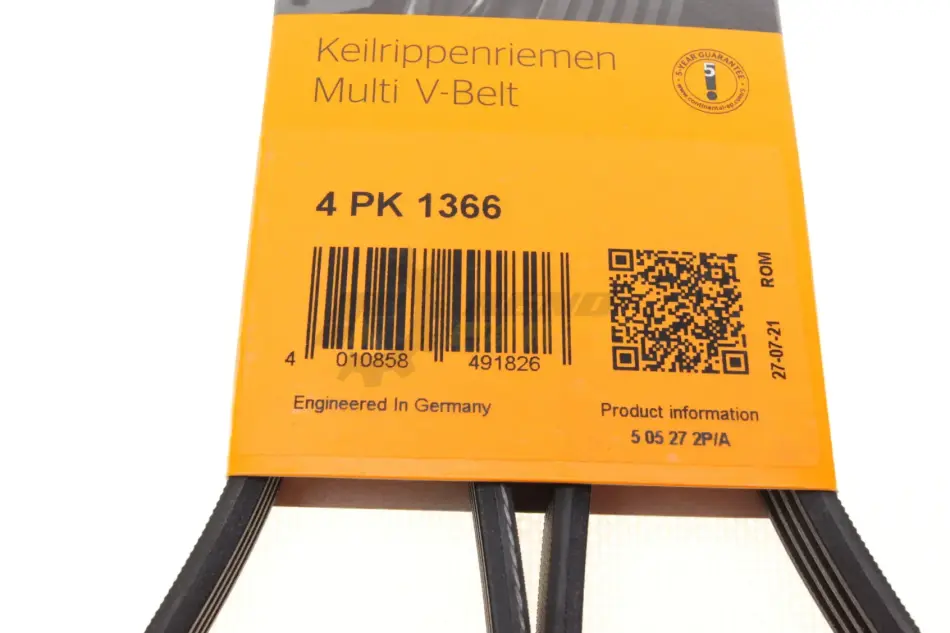 Keilrippenriemen
Multi V-Belt
5-YEAR GUARANTEE
5
4 PK 1366
4 010858 491826
ROM
27-07-21
Engineered In Germany
Product information
5 05 27 2P/A